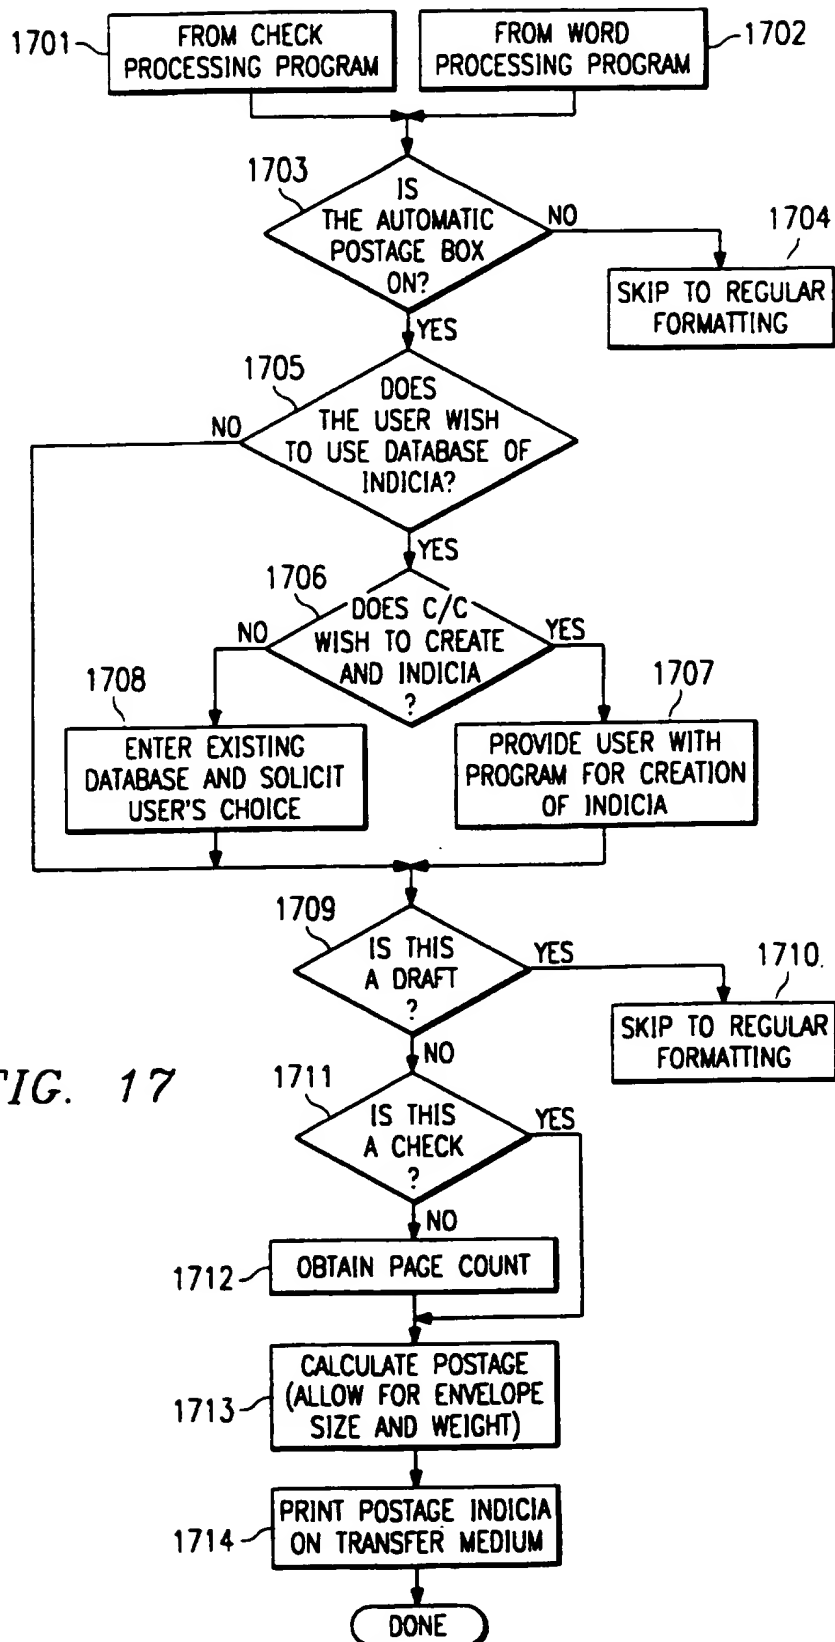 1701
FROM CHECK
PROCESSING PROGRAM
FROM WORD
PROCESSING PROGRAM
1702
1703
IS
THE AUTOMATIC
POSTAGE BOX
ON?
NO
1704
SKIP TO REGULAR
FORMATTING
YES
1705
DOES
THE USER WISH
TO USE DATABASE OF
INDICIA?
NO
YES
1706
DOES C/C
WISH TO CREATE
AND INDICIA
?
NO
YES
1708
ENTER EXISTING
DATABASE AND SOLICIT
USER'S CHOICE
1707
PROVIDE USER WITH
PROGRAM FOR CREATION
OF INDICIA
1709
IS THIS
A DRAFT
?
YES
1710.
SKIP TO REGULAR
FORMATTING
NO
FIG. 17
1711
IS THIS
A CHECK
?
YES
NO
1712
OBTAIN PAGE COUNT
1713
CALCULATE POSTAGE
(ALLOW FOR ENVELOPE
SIZE AND WEIGHT)
1714
PRINT POSTAGE INDICIA
ON TRANSFER MEDIUM
DONE